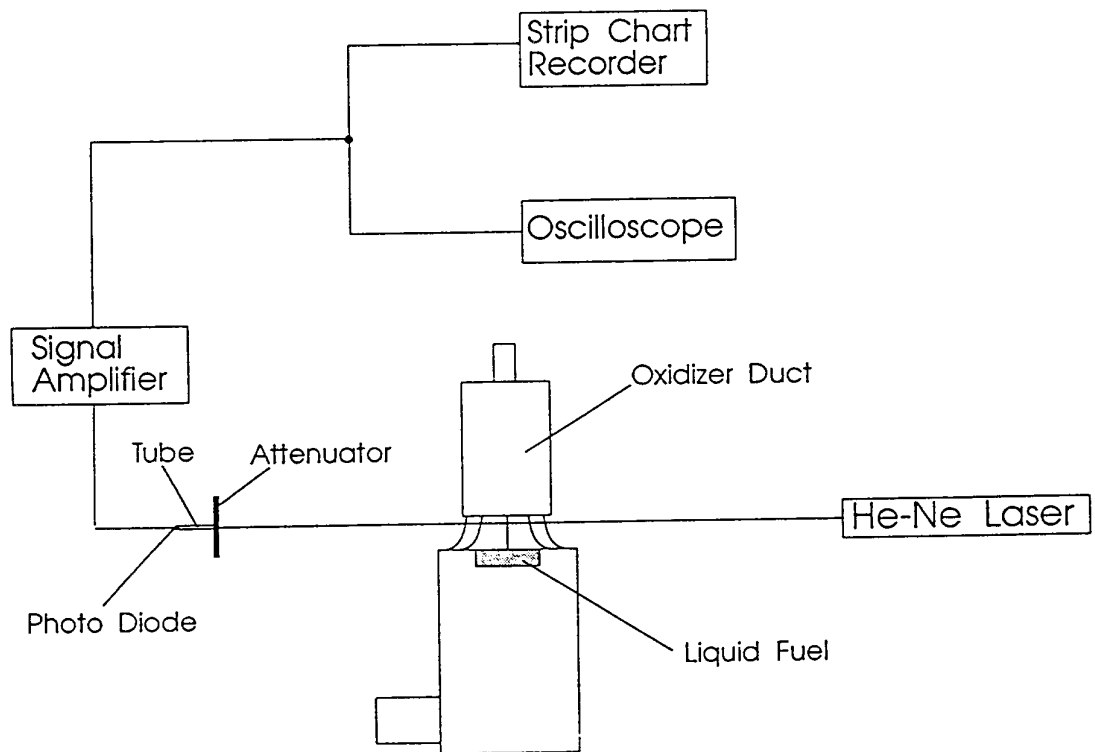 Strip Chart
Recorder
Oscilloscope
Signal
Amplifier
Oxidizer Duct
Tube
Attenuator
He-Ne Laser
Photo Diode
Liquid Fuel